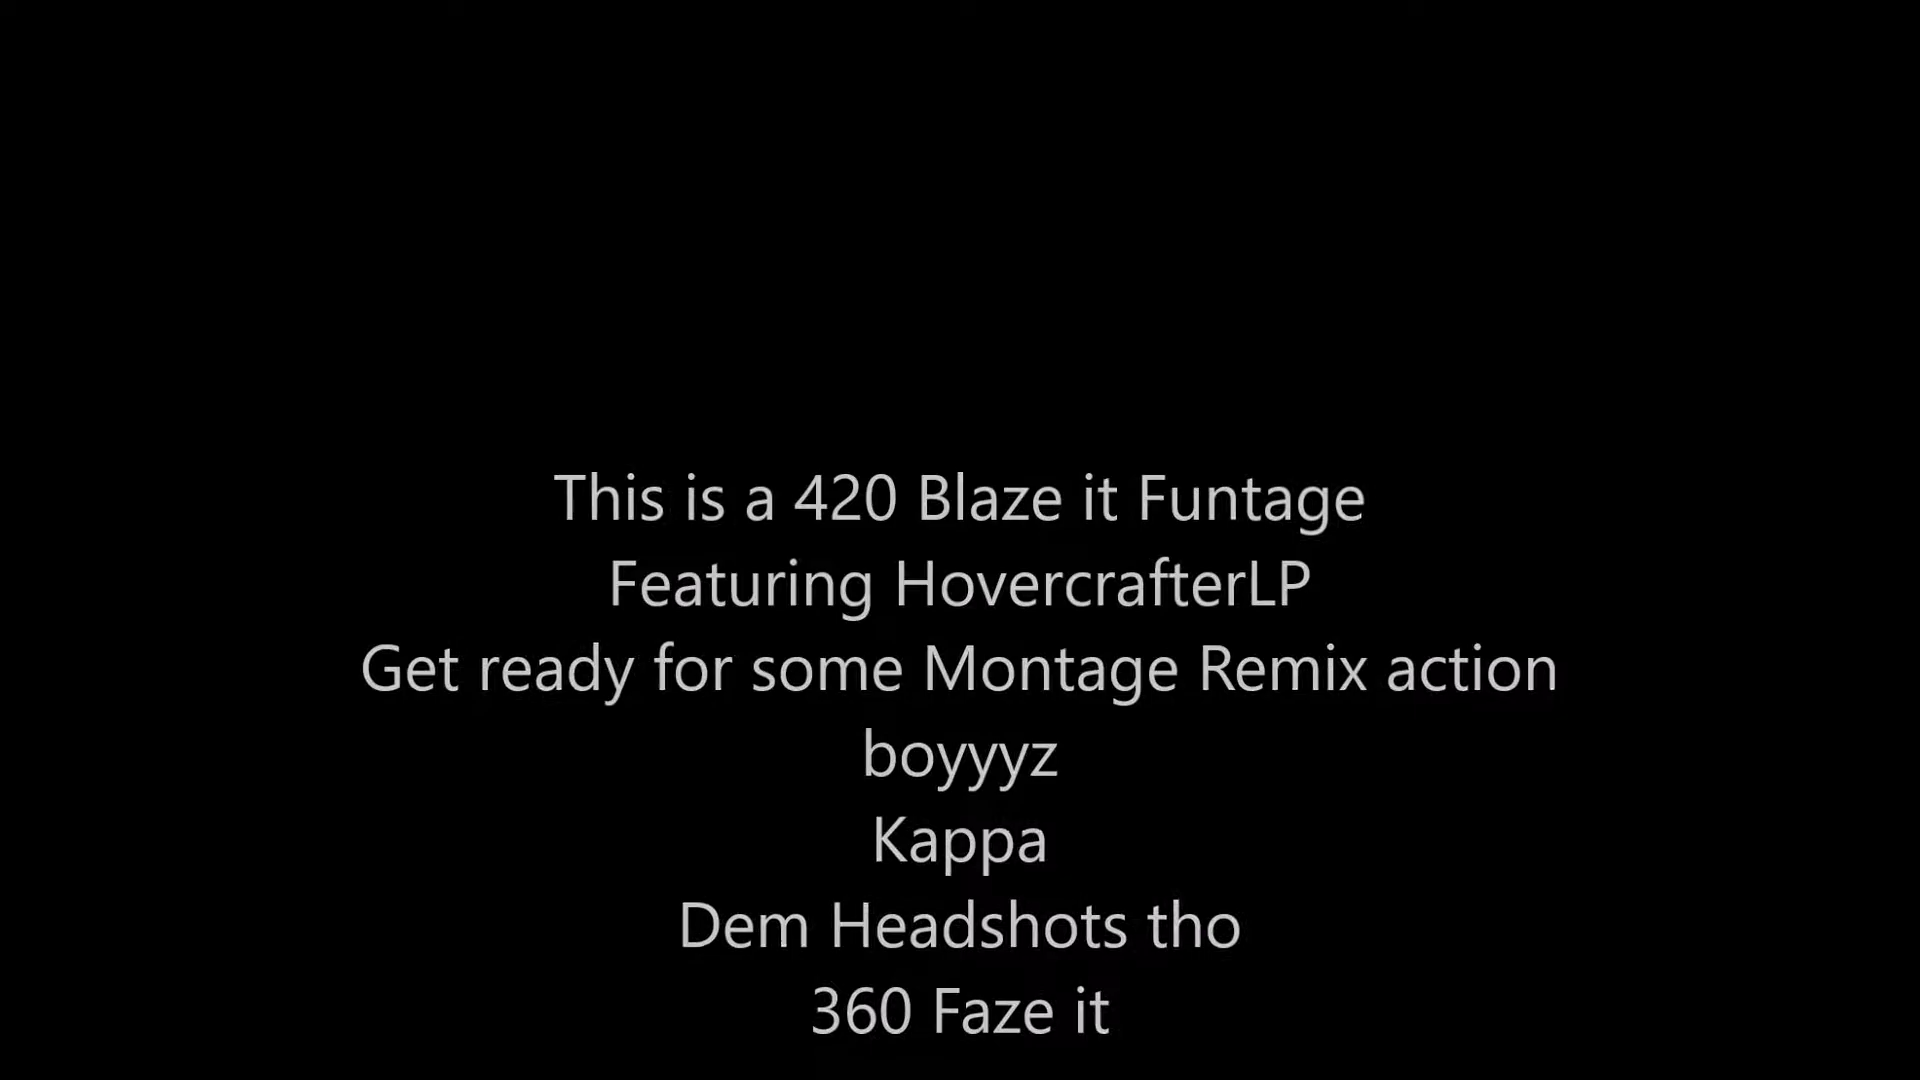 This is a 420 Blaze it Funtage
Featuring HovercrafterLP
Get ready for some Montage Remix action
boyyyz
Kappa
Dem Headshots tho
360 Faze it